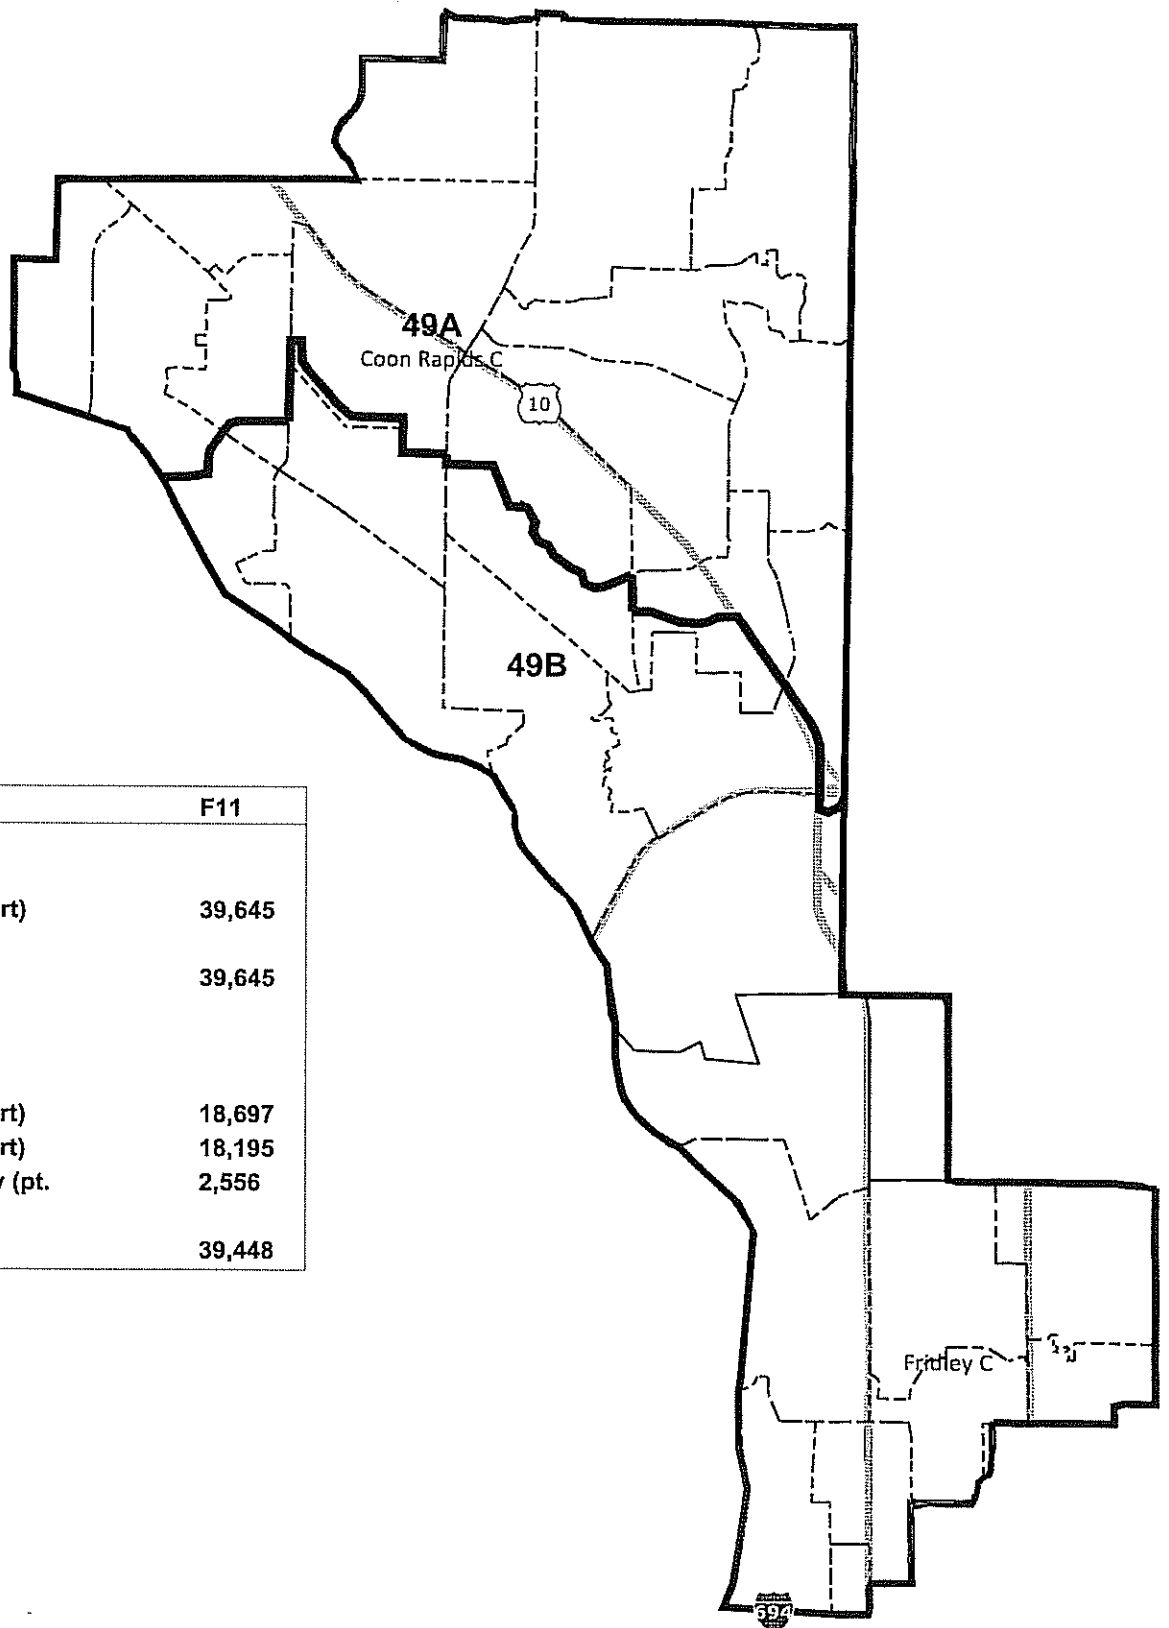 49A
Coon Rapids C
10
49B
F11
rt) 39,645
39,645
rt) 18,697
rt) 18,195
y (pt. 2,556
39,448
Fridley C
694